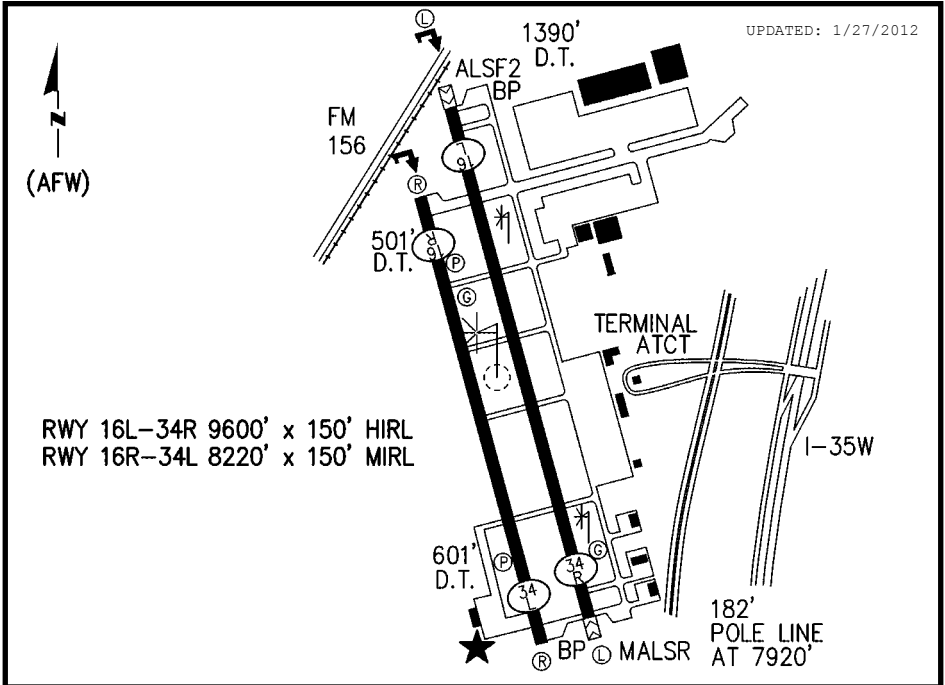 UPDATED: 1/27/2012
L
1390'
D.T.
ALSF2
BP
N
FM
156
(AFW)
L
16
R
501'
D.T.
R
16
P
G
TERMINAL
ATCT
RWY 16L-34R 9600' x 150' HIRL
RWY 16R-34L 8220' x 150' MIRL
I-35W
601'
D.T.
P
G
34
R
34
L
182'
POLE LINE
AT 7920'
R
BP
L
MALSR